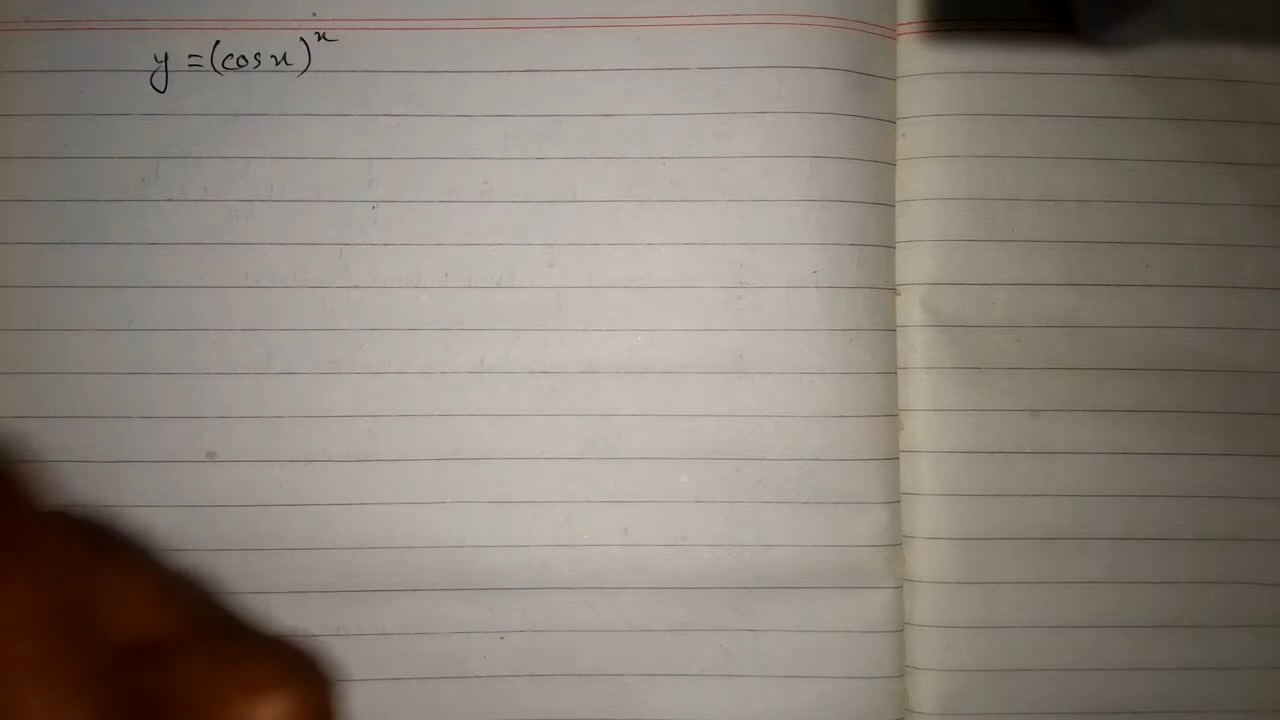 y = (cos x)^x